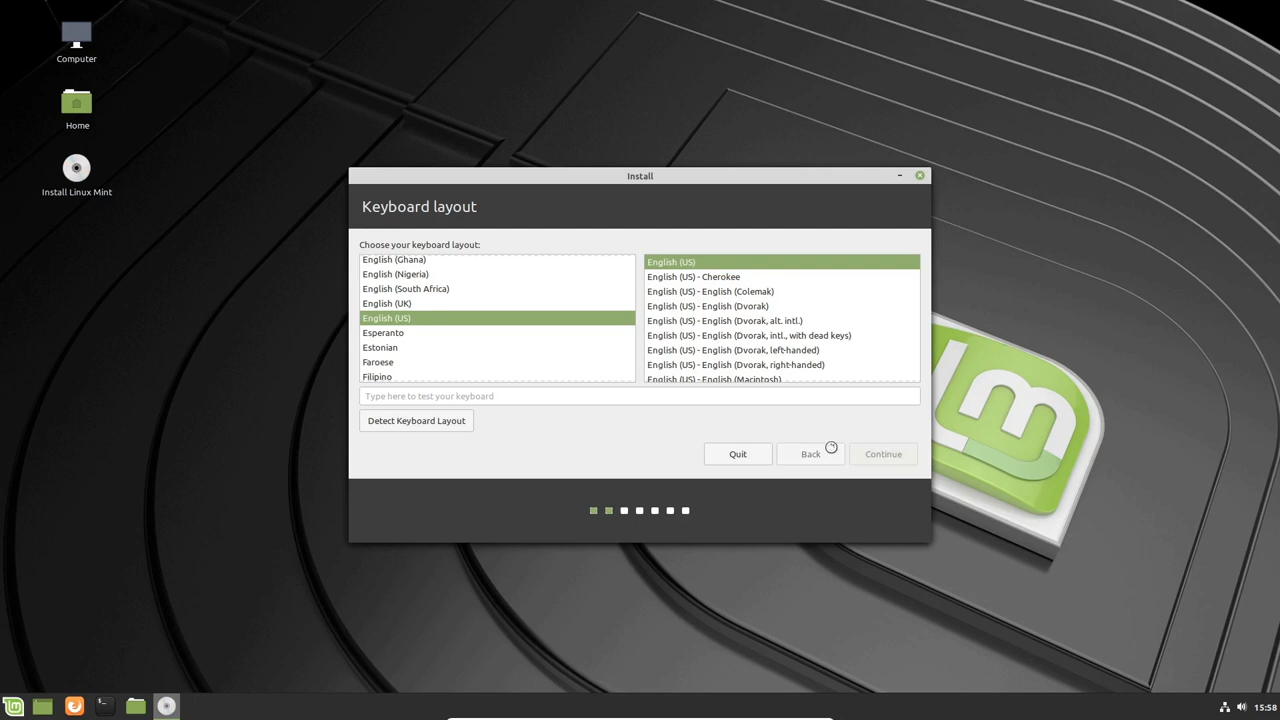 Computer
Home
Install Linux Mint
Install
Keyboard layout
Choose your keyboard layout:
English (Ghana)
English (Nigeria)
English (South Africa)
English (UK)
English (US)
Esperanto
Estonian
Faroese
Filipino
English (US)
English (US) - Cherokee
English (US) - English (Colemak)
English (US) - English (Dvorak)
English (US) - English (Dvorak, alt. intl.)
English (US) - English (Dvorak, intl., with dead keys)
English (US) - English (Dvorak, left-handed)
English (US) - English (Dvorak, right-handed)
English (US) - English (Macintosh)
Type here to test your keyboard
Detect Keyboard Layout
Quit
Back
Continue
15:58